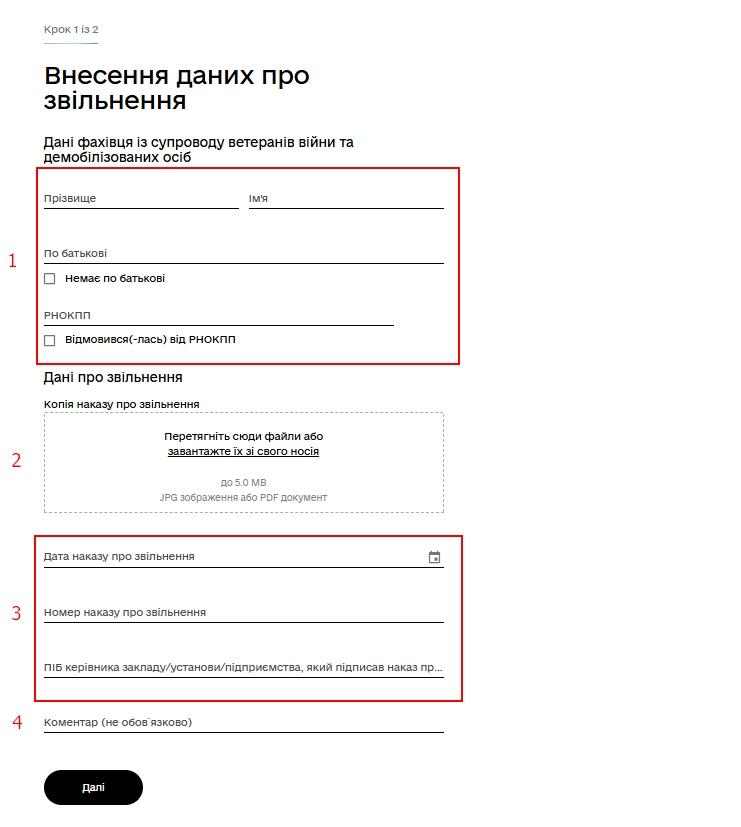 Крок 1 із 2
Внесення даних про
звільнення
Дані фахівця із супроводу ветеранів війни та
демобілізованих осіб
Прізвище Ім'я
1
По батькові
Немає по батькові
РНОКПП
Відмовився(-лась) від РНОКПП
Дані про звільнення
Копія наказу про звільнення
2
Перетягніть сюди файли або
завантажте їх зі свого носія
до 5.0 MB
JPG зображення або PDF документ
3
Дата наказу про звільнення
Номер наказу про звільнення
ПІБ керівника закладу/установи/підприємства, який підписав наказ пр...
4
Коментар (не обов`язково)
Далі